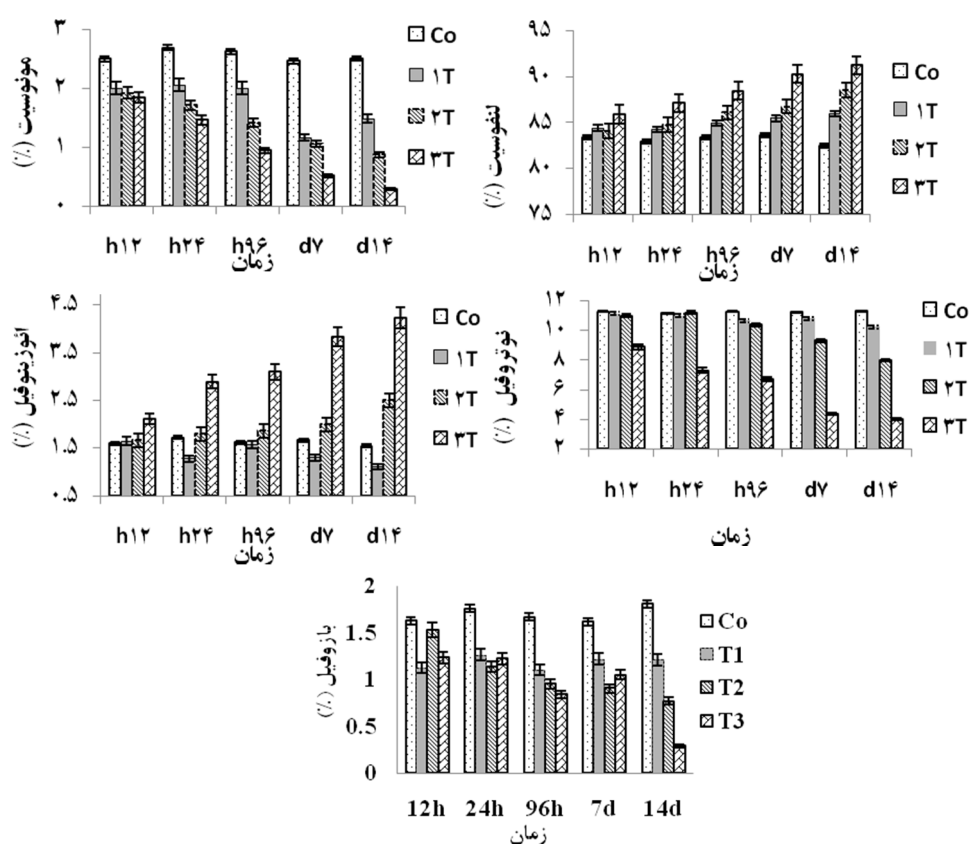 مونوسیت (%)
۳
۲
۱
۰
h۱۲ h۲۴ h۹۶ d۷ d۱۴
زمان
Co
۱T
۲T
۳T
لنفوسیت (%)
۹۵
۹۰
۸۵
۸۰
۷۵
h۱۲ h۲۴ h۹۶ d۷ d۱۴
زمان
Co
۱T
۲T
۳T
ائوزینوفیل (%)
۴.۵
۳.۵
۲.۵
۱.۵
۰.۵
h۱۲ h۲۴ h۹۶ d۷ d۱۴
زمان
Co
۱T
۲T
۳T
نوتروفیل (%)
۱۲
۱۰
۸
۶
۴
۲
h۱۲ h۲۴ h۹۶ d۷ d۱۴
زمان
Co
۱T
۲T
۳T
بازوفیل (%)
2
1.5
1
0.5
0
12h 24h 96h 7d 14d
زمان
Co
T1
T2
T3